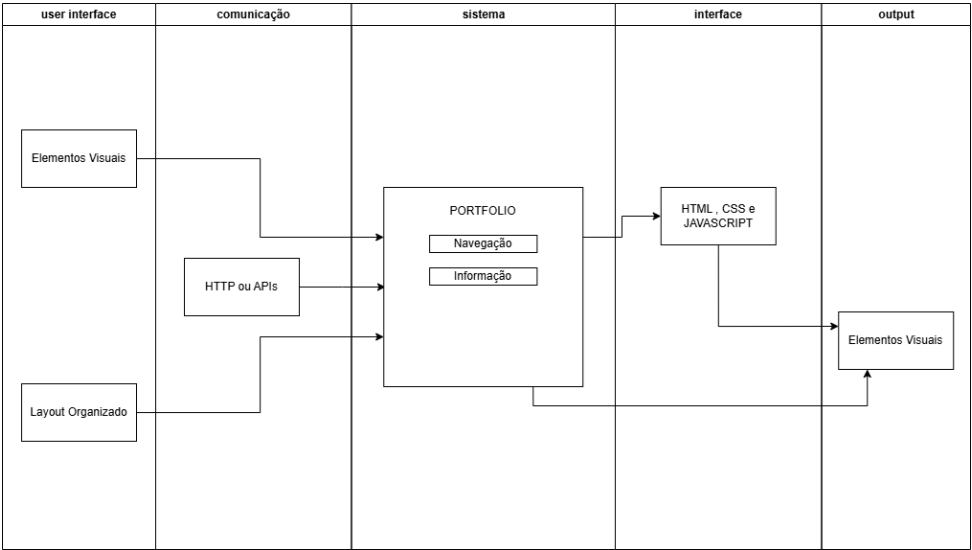 user interface
comunicação
sistema
interface
output
Elementos Visuais
PORTFOLIO
HTML , CSS e
JAVASCRIPT
Navegação
Informação
HTTP ou APIs
Elementos Visuais
Layout Organizado